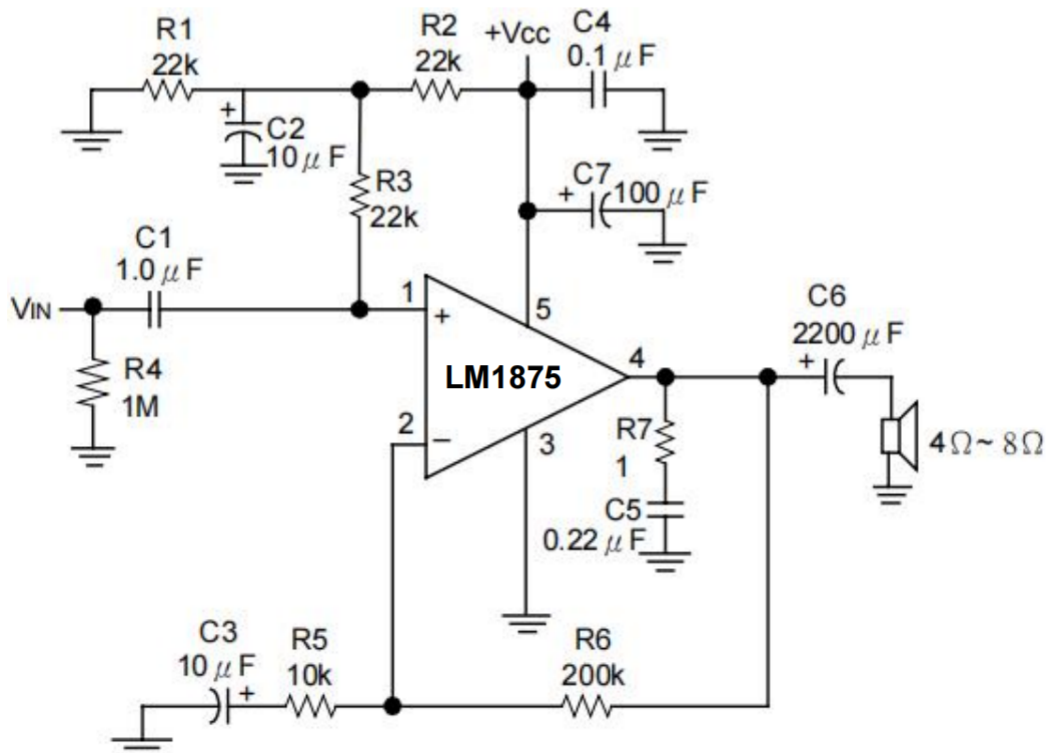 R1
22k
R2
22k
+Vcc
C4
0.1 μF
+
C2
10 μF
R3
22k
+
C7
100 μF
C1
1.0 μF
VIN
R4
1M
1
+
5
LM1875
4
2
−
3
R7
1
C5
0.22 μF
C6
2200 μF
+
4Ω~ 8Ω
C3
10 μF
+
R5
10k
R6
200k